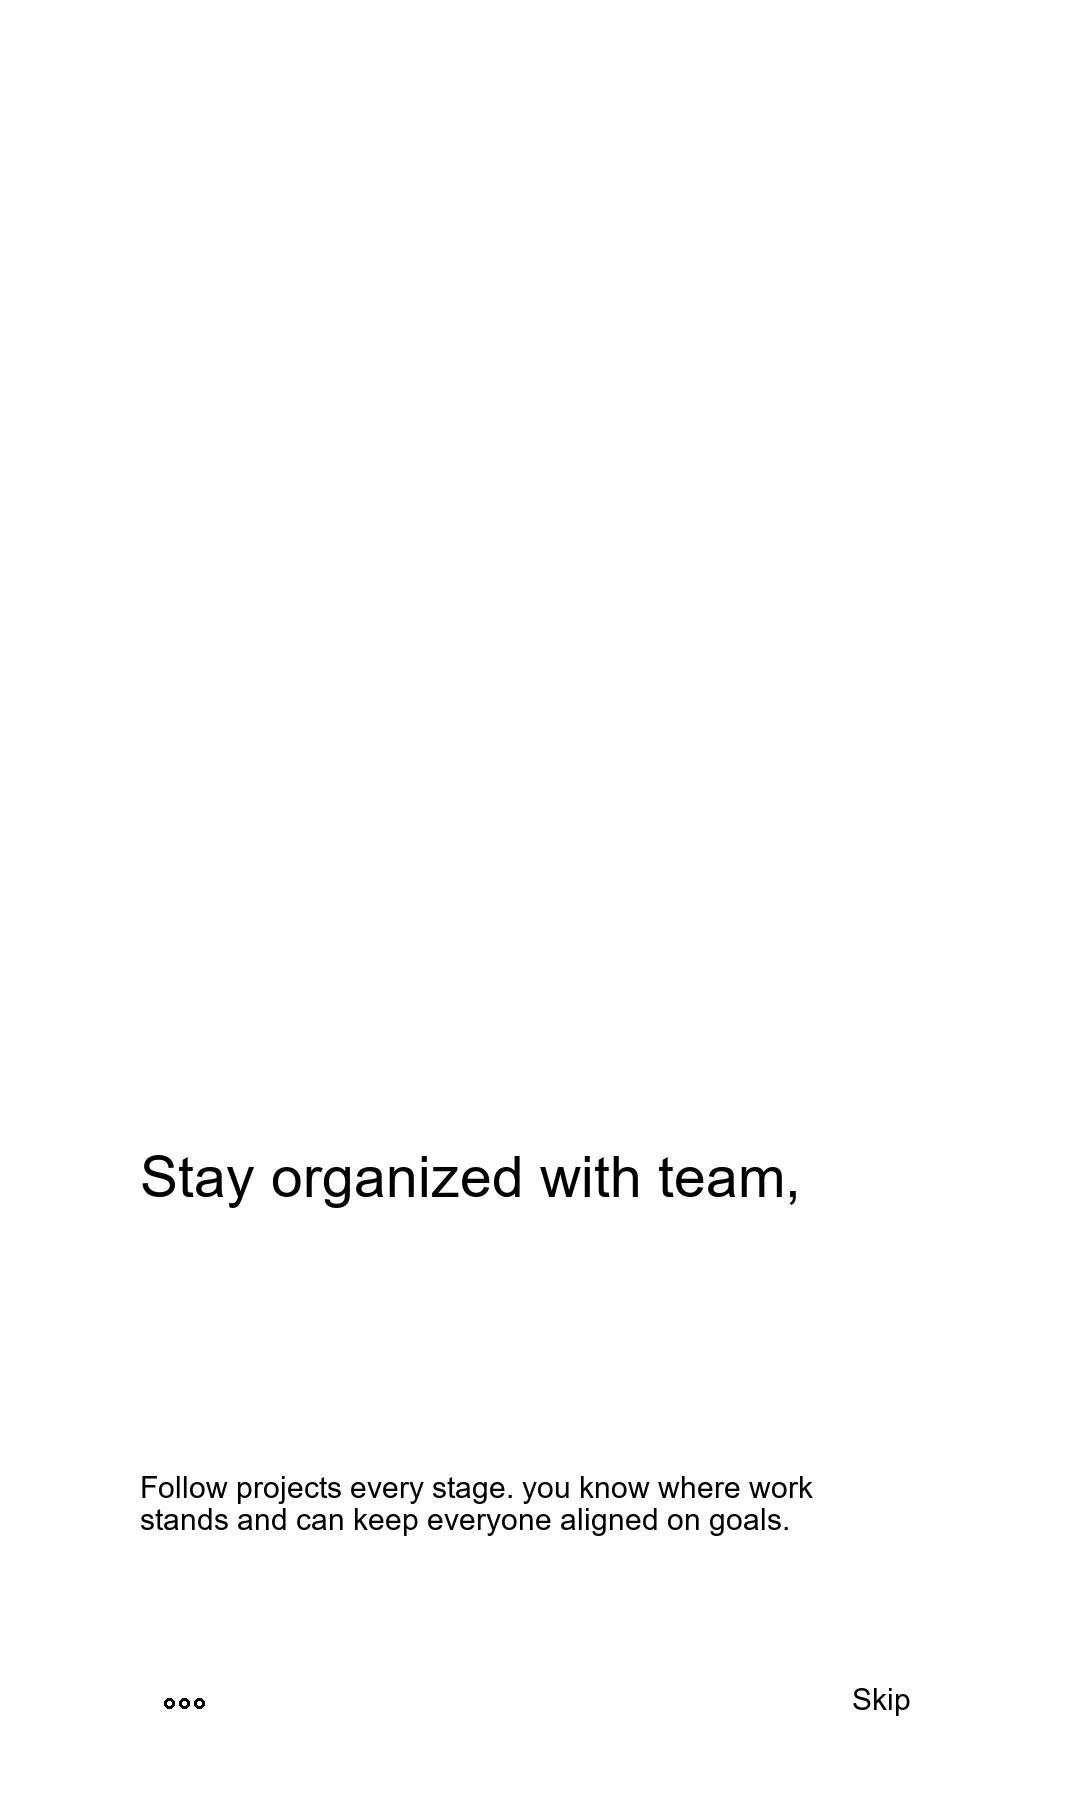 Stay organized with team,
Follow projects every stage. you know where work
stands and can keep everyone aligned on goals.
Skip